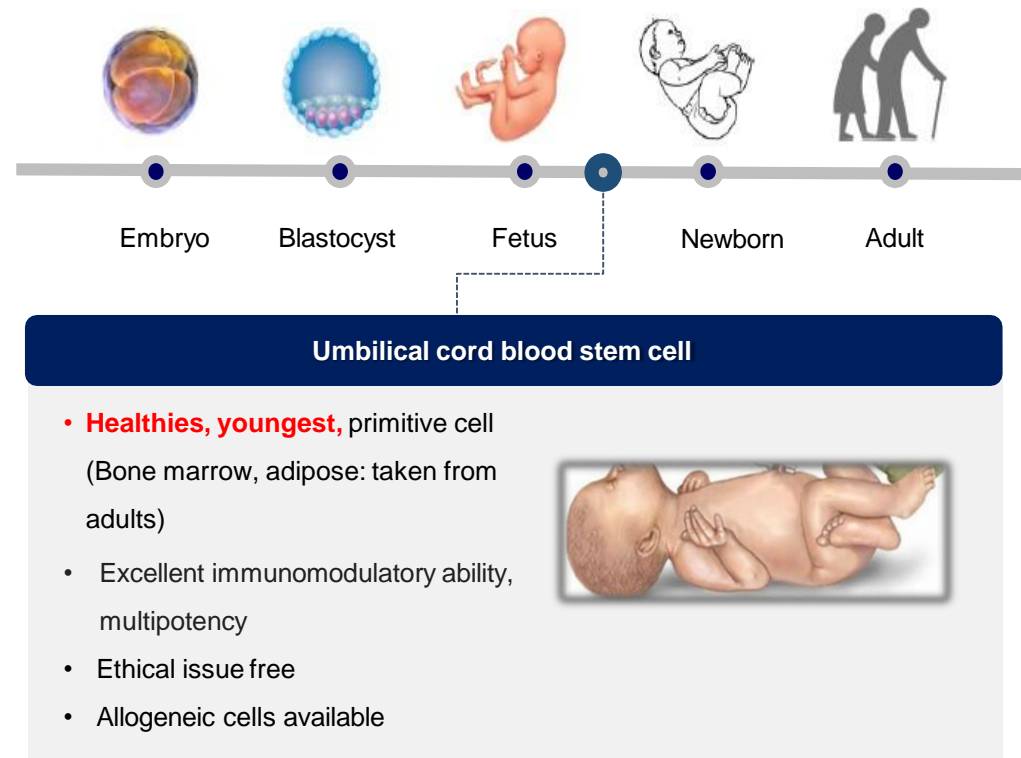 Embryo Blastocyst Fetus Newborn Adult
Umbilical cord blood stem cell
• Healthies, youngest, primitive cell
(Bone marrow, adipose: taken from
adults)
• Excellent immunomodulatory ability,
multipotency
• Ethical issue free
• Allogeneic cells available